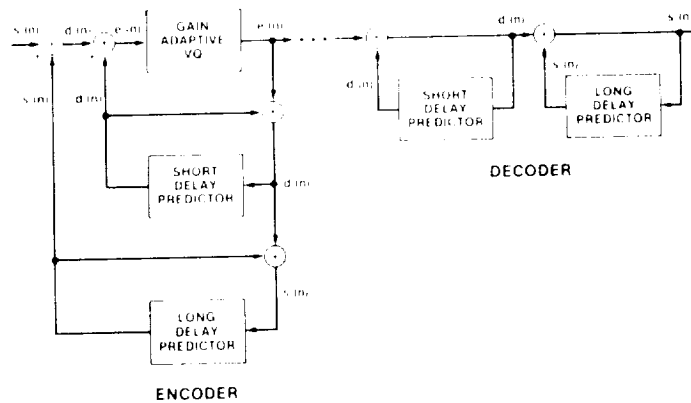 s (n)
d (n)
e (n)
GAIN
ADAPTIVE
VQ
e (n)
s (n)
d (n)
SHORT
DELAY
PREDICTOR
d (n)
s (n)
LONG
DELAY
PREDICTOR
ENCODER
d (n)
s (n)
d (n)
SHORT
DELAY
PREDICTOR
s (n)
LONG
DELAY
PREDICTOR
DECODER